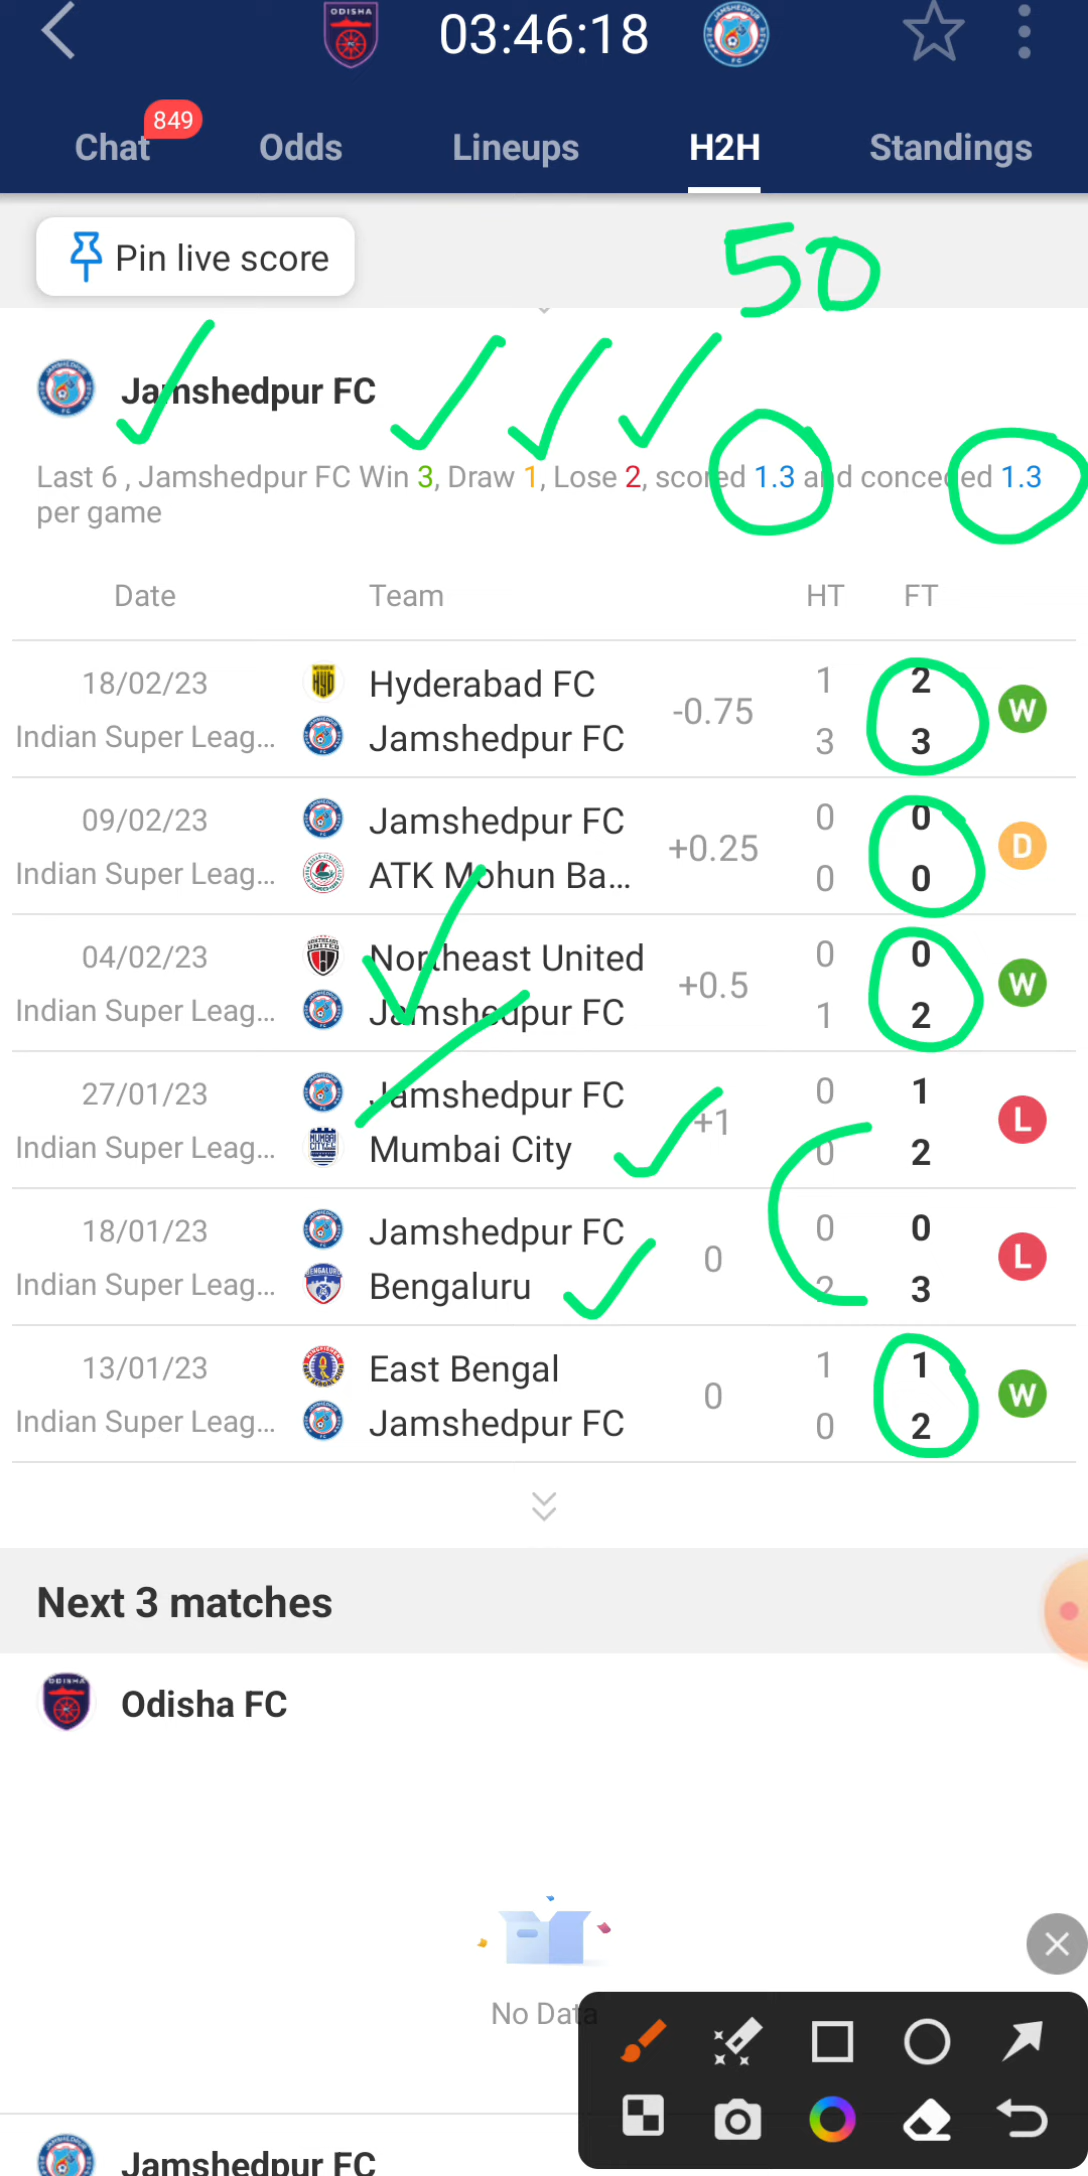 03:46:18
Chat 849 Odds Lineups H2H Standings
Pin live score
50
Jamshedpur FC
Last 6 , Jamshedpur FC Win 3, Draw 1, Lose 2, scored 1.3 and conceded 1.3
per game
Date Team HT FT
18/02/23 Hyderabad FC 1 2
Indian Super Leag... Jamshedpur FC -0.75 3 3 W
09/02/23 Jamshedpur FC 0 0
Indian Super Leag... ATK Mohun Ba... +0.25 0 0 D
04/02/23 Northeast United 0 0
Indian Super Leag... Jamshedpur FC +0.5 1 2 W
27/01/23 Jamshedpur FC 0 1
Indian Super Leag... Mumbai City +1 0 2 L
18/01/23 Jamshedpur FC 0 0
Indian Super Leag... Bengaluru 0 2 3 L
13/01/23 East Bengal 1 1
Indian Super Leag... Jamshedpur FC 0 0 2 W
Next 3 matches
Odisha FC
No Data
Jamshedpur FC